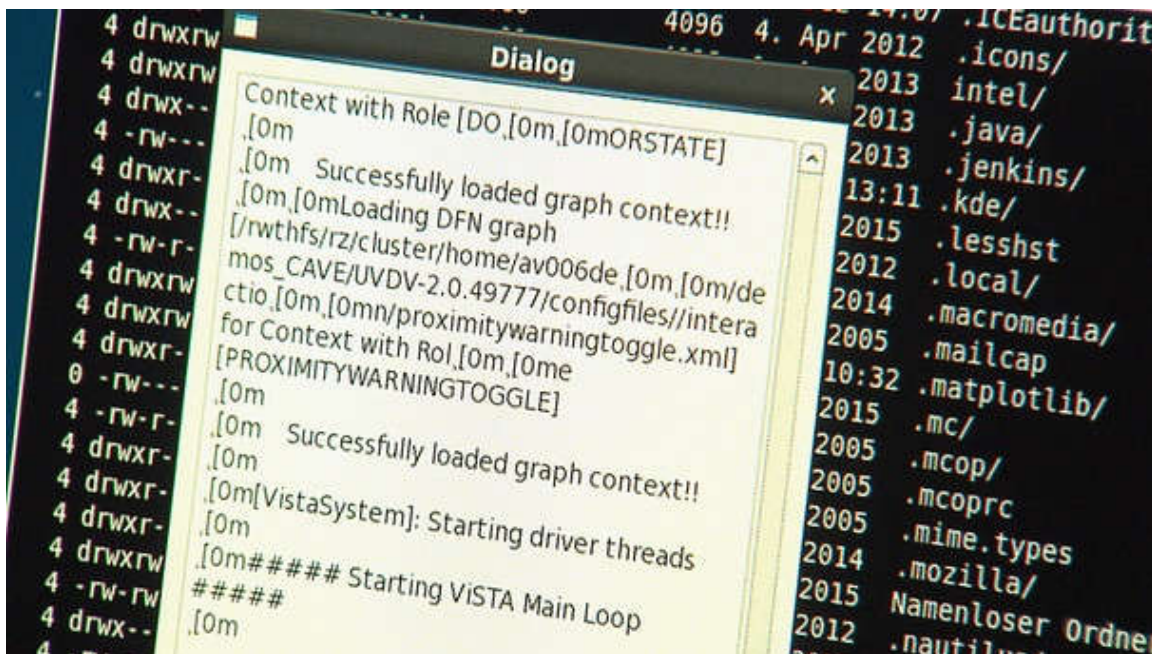 Dialog
Context with Role [DO,[0m,[0mORSTATE]
,[0m
,[0m Successfully loaded graph context!!
,[0m,[0mLoading DFN graph
[/rwthfs/rz/cluster/home/av006de,[0m,[0m/de
mos_CAVE/UVDV-2.0.49777/configfiles//intera
ctio,[0m,[0mn/proximitywarningtoggle.xml]
for Context with Rol,[0m,[0me
[PROXIMITYWARNINGTOGGLE]
,[0m
,[0m Successfully loaded graph context!!
,[0m
,[0m[VistaSystem]: Starting driver threads
,[0m
,[0m##### Starting ViSTA Main Loop
#####
,[0m
4 drwxrw
4 drwxrw
4 drwx--
4 -rw---
4 drwxr-
4 drwx--
4 -rw-r-
4 drwxrw
4 drwxrw
4 drwxr-
0 -rw---
4 -rw-r-
4 drwxr-
4 drwxr-
4 drwxr-
4 drwxrw
4 -rw-rw
4 drwx--
14:07 .ICEauthorit
4096 4. Apr 2012 .icons/
2013 intel/
2013 .java/
2013 .jenkins/
13:11 .kde/
2015 .lesshst
2012 .local/
2014 .macromedia/
2005 .mailcap
10:32 .matplotlib/
2015 .mc/
2005 .mcop/
2005 .mcoprc
2005 .mime.types
2014 .mozilla/
2015 Namenloser Ordne
2012